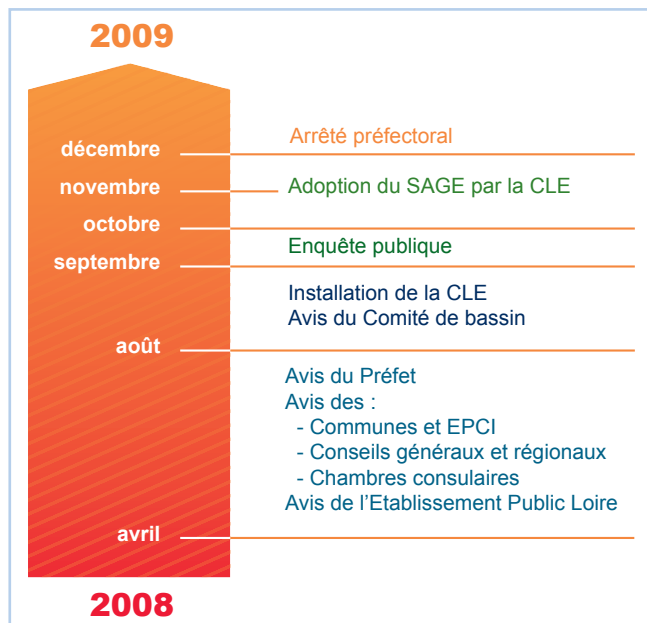 2009
Arrêté préfectoral
décembre
novembre
Adoption du SAGE par la CLE
octobre
Enquête publique
septembre
Installation de la CLE
Avis du Comité de bassin
août
Avis du Préfet
Avis des :
- Communes et EPCI
- Conseils généraux et régionaux
- Chambres consulaires
Avis de l'Etablissement Public Loire
avril
2008